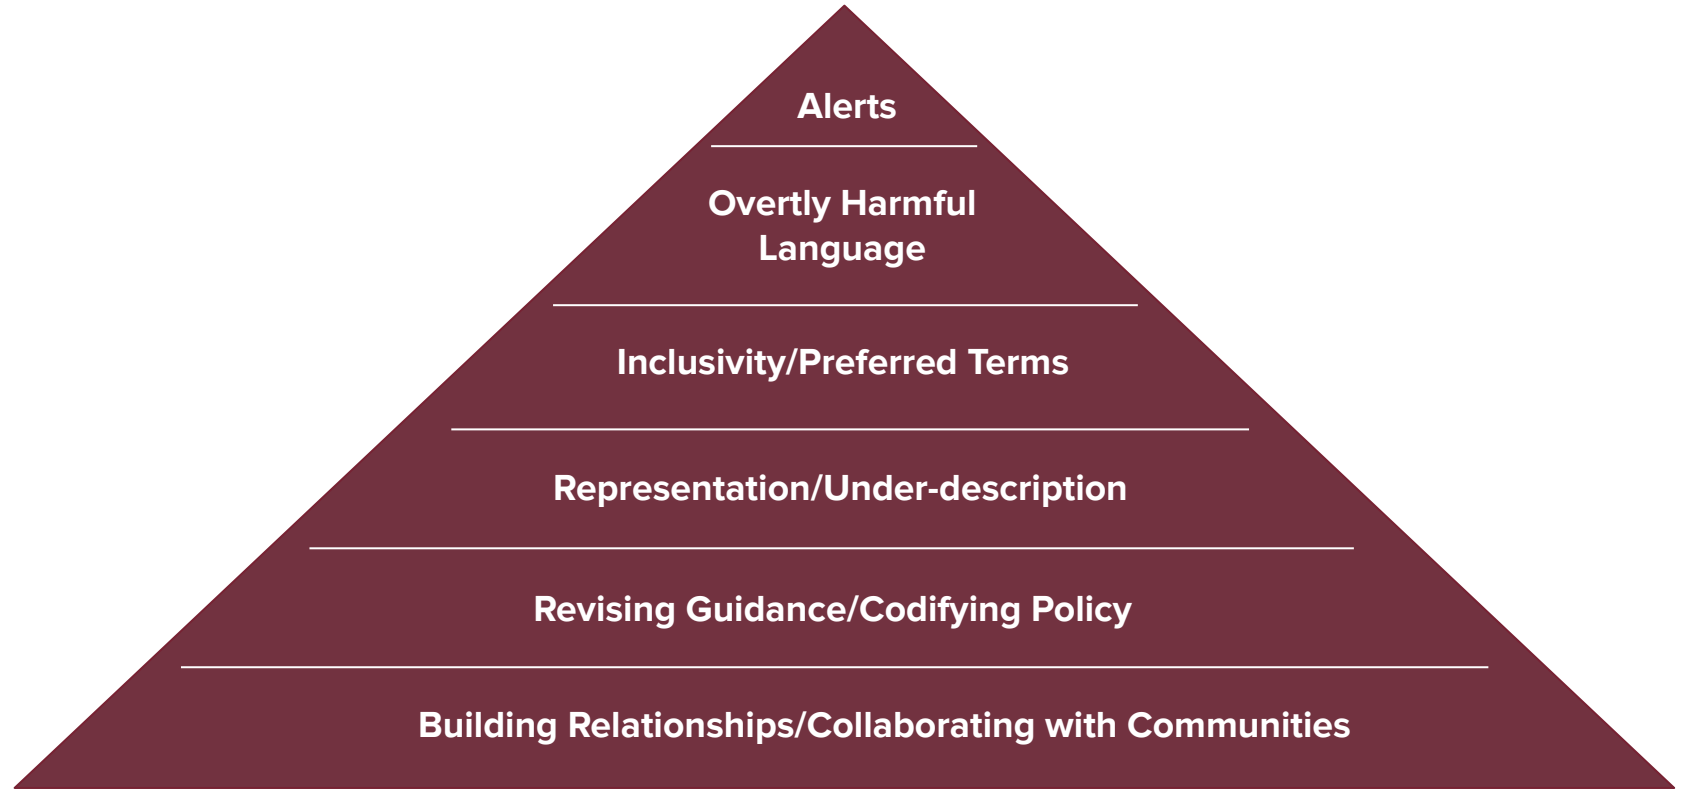 Alerts
Overtly Harmful
Language
Inclusivity/Preferred Terms
Representation/Under-description
Revising Guidance/Codifying Policy
Building Relationships/Collaborating with Communities